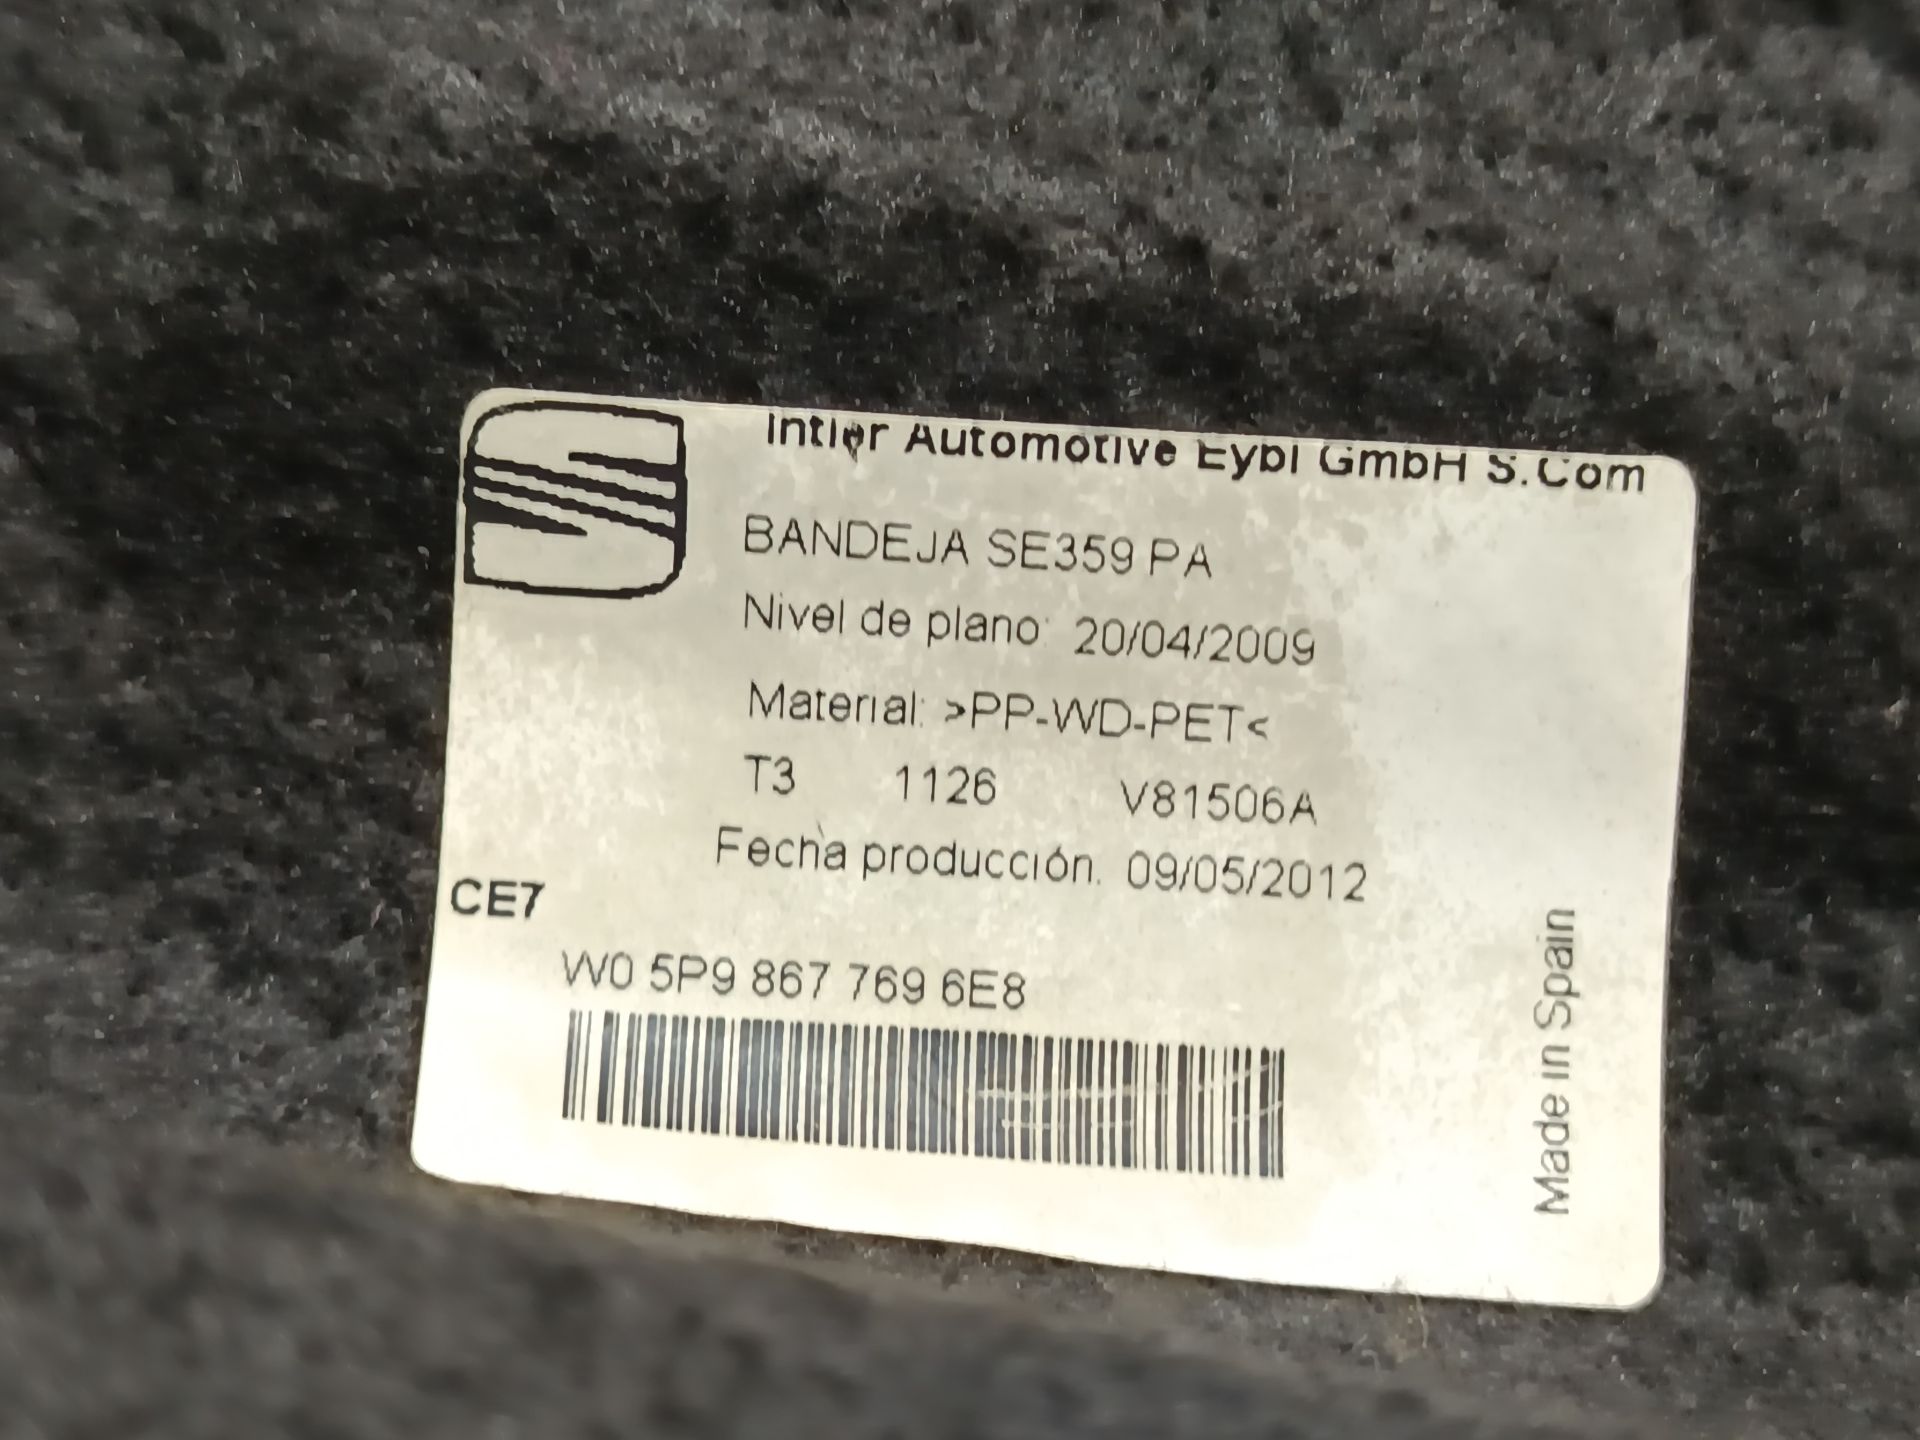 Intier Automotive Eybl GmbH S.Com
BANDEJA SE359 PA
Nivel de plano: 20/04/2009
Material: >PP-WD-PET<
T3 1126 V81506A
Fecha producción. 09/05/2012
CE7
W0 5P9 867 769 6E8
Made in Spain